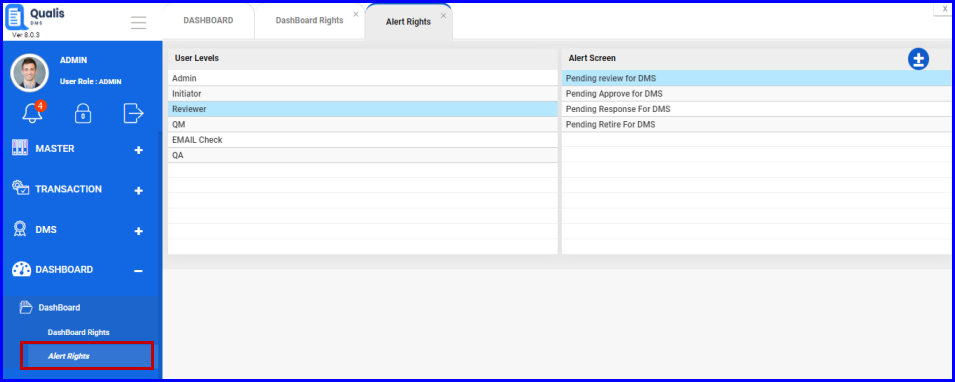 Qualis
DMS
Ver 8.0.3
DASHBOARD
DashBoard Rights
Alert Rights
X
ADMIN
User Role : ADMIN
4
0
MASTER
TRANSACTION
DMS
DASHBOARD
DashBoard
DashBoard Rights
Alert Rights
User Levels
Admin
Initiator
Reviewer
QM
EMAIL Check
QA
Alert Screen
Pending review for DMS
Pending Approve for DMS
Pending Response For DMS
Pending Retire For DMS